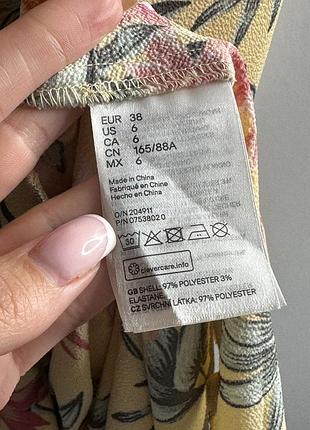 EUR 38
US 6
CA 6
CN 165/88A
MX 6
Made in China
Fabriqué en Chine
Hecho en China
O/N 204911
P/N 0753802 0
30
clevercare.info
GB SHELL: 97% POLYESTER 3%
ELASTANE.
CZ SVRCHNÍ LÁTKA: 97% POLYESTER